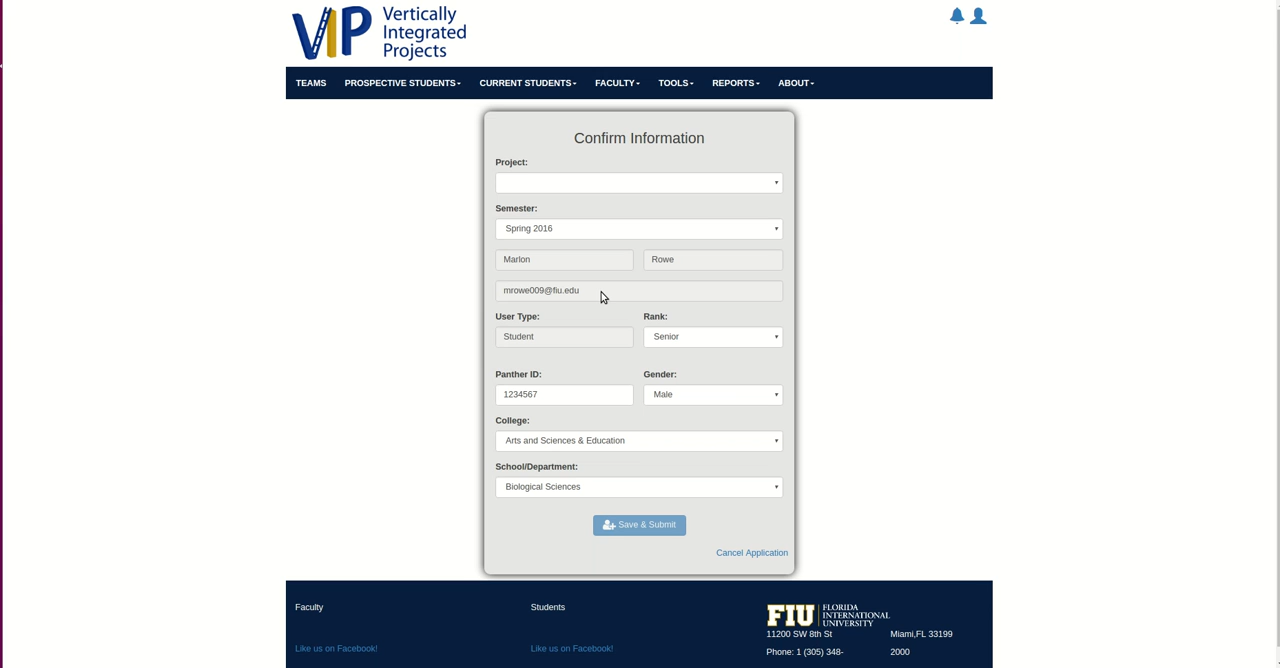 VIP Vertically
Integrated
Projects
TEAMS PROSPECTIVE STUDENTS CURRENT STUDENTS FACULTY TOOLS REPORTS ABOUT
Confirm Information
Project:
Semester:
Spring 2016
Marlon Rowe
mrowe009@fiu.edu
User Type: Rank:
Student Senior
Panther ID: Gender:
1234567 Male
College:
Arts and Sciences & Education
School/Department:
Biological Sciences
Save & Submit
Cancel Application
Faculty Students
FIU FLORIDA
INTERNATIONAL
UNIVERSITY
11200 SW 8th St Miami,FL 33199
Like us on Facebook! Like us on Facebook! Phone: 1 (305) 348- 2000